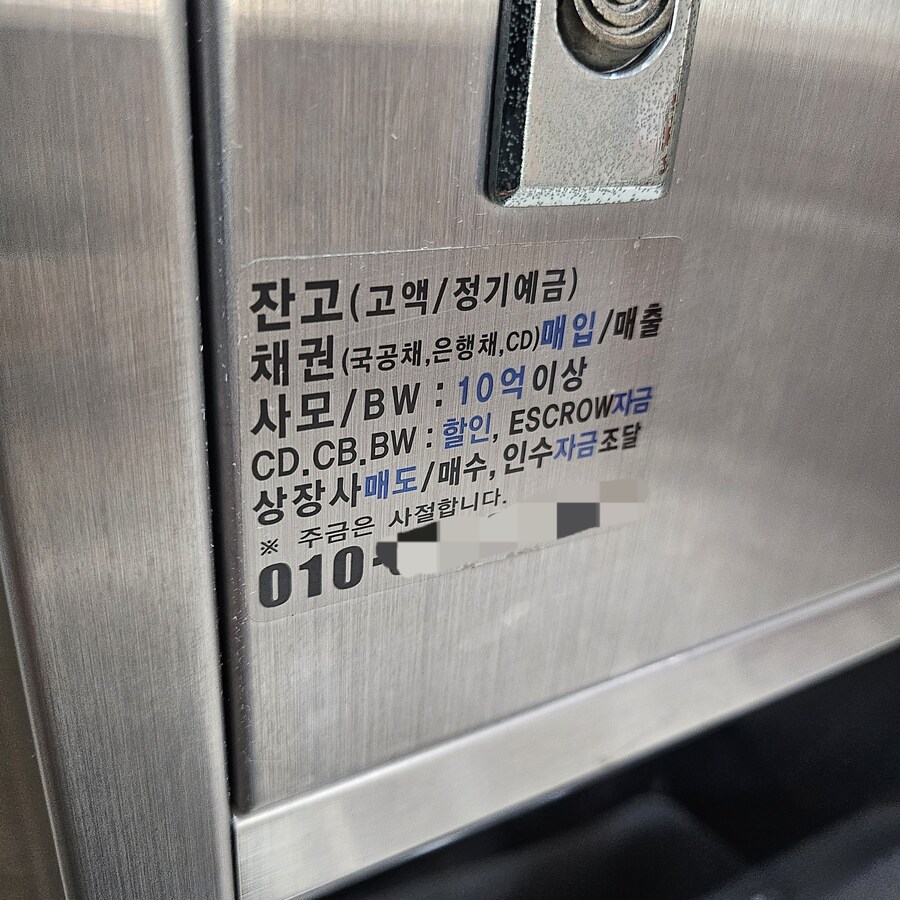 잔고(고액/정기예금)
채권(국공채,은행채,CD)매입/매출
사모/BW : 10억이상
CD.CB.BW : 할인, ESCROW자금
상장사매도/매수, 인수자금조달
※ 주금은 사절합니다.
010-